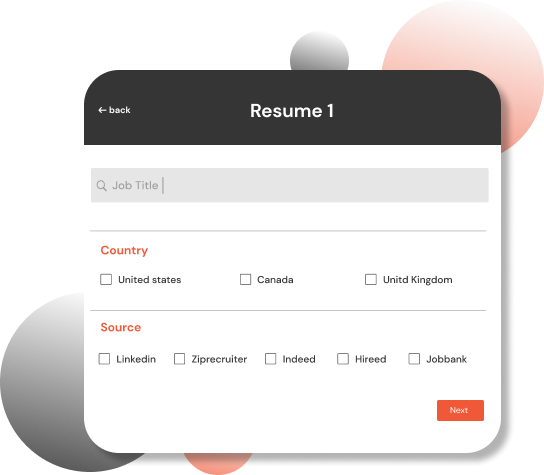 ← back
Resume 1
Job Title
Country
United states Canada Unitd Kingdom
Source
Linkedin Ziprecruiter Indeed Hireed Jobbank
Next